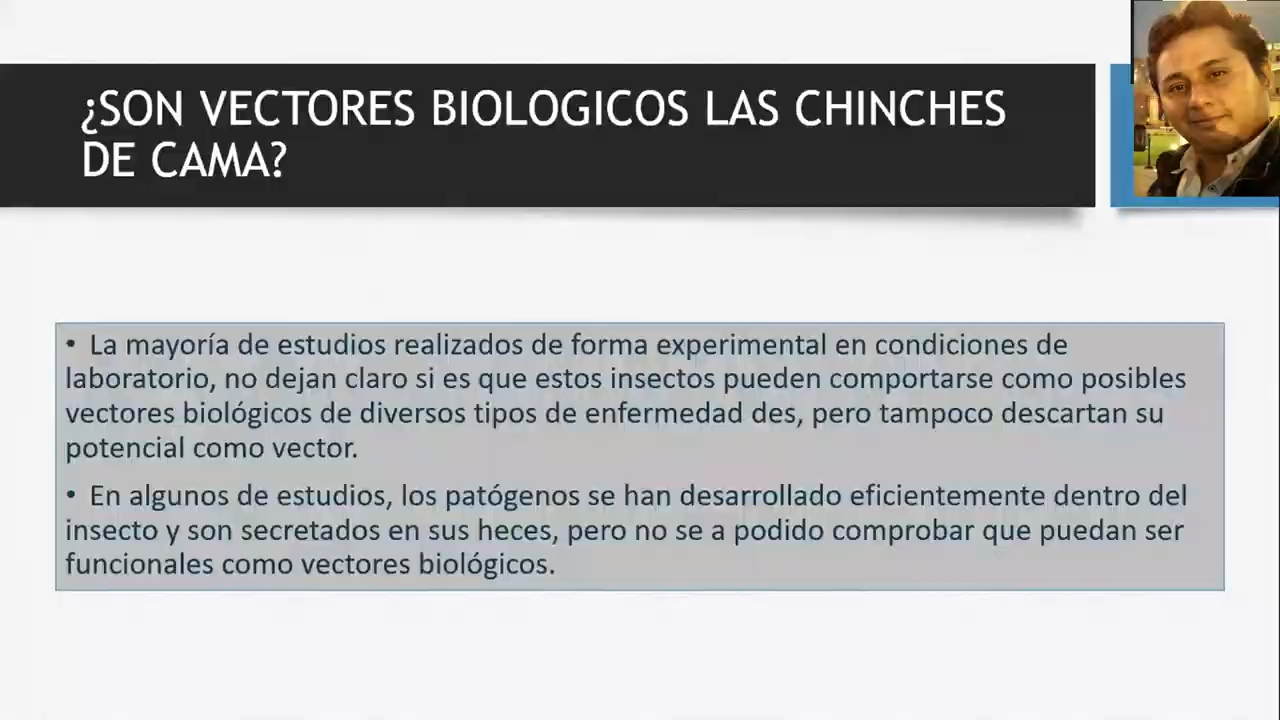 ¿SON VECTORES BIOLOGICOS LAS CHINCHES
DE CAMA?
• La mayoría de estudios realizados de forma experimental en condiciones de
laboratorio, no dejan claro si es que estos insectos pueden comportarse como posibles
vectores biológicos de diversos tipos de enfermedad des, pero tampoco descartan su
potencial como vector.
• En algunos de estudios, los patógenos se han desarrollado eficientemente dentro del
insecto y son secretados en sus heces, pero no se a podido comprobar que puedan ser
funcionales como vectores biológicos.